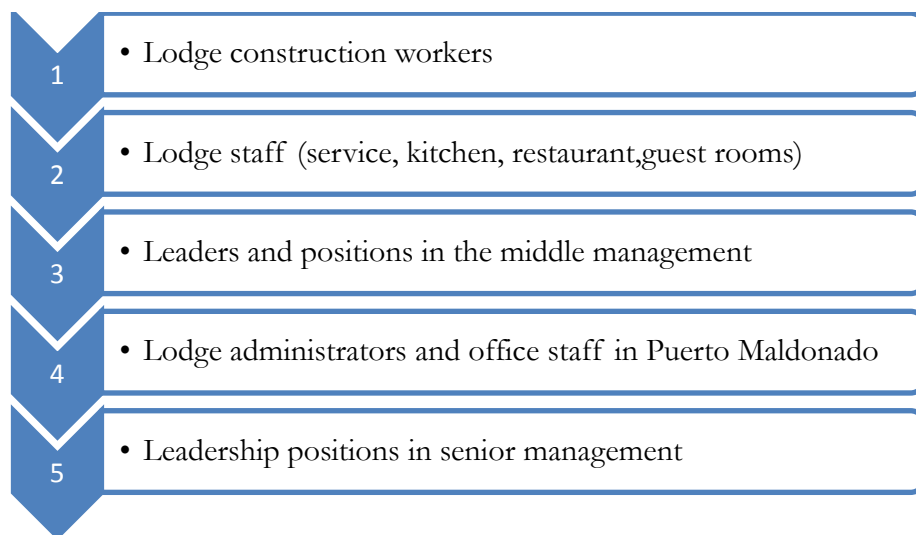 1
• Lodge construction workers
2
• Lodge staff (service, kitchen, restaurant,guest rooms)
3
• Leaders and positions in the middle management
4
• Lodge administrators and office staff in Puerto Maldonado
5
• Leadership positions in senior management